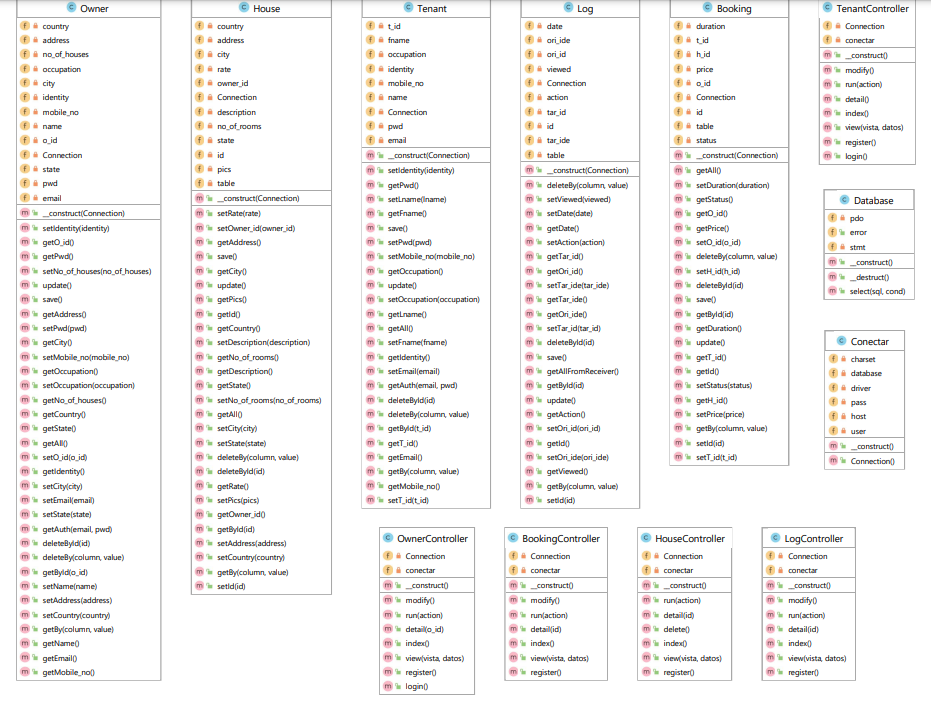 Owner
country
address
no_of_houses
occupation
city
identity
mobile_no
name
o_id
Connection
state
pwd
email
__construct(Connection)
setIdentity(identity)
getO_id()
getPwd()
setNo_of_houses(no_of_houses)
update()
save()
getAddress()
setPwd(pwd)
getCity()
setMobile_no(mobile_no)
getOccupation()
setOccupation(occupation)
getNo_of_houses()
getCountry()
getState()
getAll()
setO_id(o_id)
getIdentity()
setCity(city)
setEmail(email)
setState(state)
getAuth(email, pwd)
deleteById(id)
deleteBy(column, value)
getById(o_id)
setName(name)
setAddress(address)
setCountry(country)
getBy(column, value)
getName()
getEmail()
getMobile_no()
House
country
address
city
rate
owner_id
Connection
description
no_of_rooms
state
id
pics
table
__construct(Connection)
setRate(rate)
setOwner_id(owner_id)
getAddress()
save()
getCity()
update()
getPics()
getId()
getCountry()
setDescription(description)
getNo_of_rooms()
getDescription()
getState()
setNo_of_rooms(no_of_rooms)
getAll()
setCity(city)
setState(state)
deleteBy(column, value)
deleteById(id)
getRate()
setPics(pics)
getOwner_id()
getById(id)
setAddress(address)
setCountry(country)
getBy(column, value)
setId(id)
Tenant
t_id
fname
occupation
identity
mobile_no
name
Connection
pwd
email
__construct(Connection)
setIdentity(identity)
getPwd()
setLname(lname)
getFname()
save()
setPwd(pwd)
setMobile_no(mobile_no)
getOccupation()
update()
setOccupation(occupation)
getLname()
getAll()
setFname(fname)
getIdentity()
setEmail(email)
getAuth(email, pwd)
deleteById(id)
deleteBy(column, value)
getById(t_id)
getT_id()
getEmail()
getBy(column, value)
getMobile_no()
setT_id(t_id)
Log
date
ori_ide
ori_id
viewed
Connection
action
tar_id
id
tar_ide
table
__construct(Connection)
deleteBy(column, value)
setViewed(viewed)
setDate(date)
getDate()
setAction(action)
getTar_id()
getOri_id()
setTar_ide(tar_ide)
getTar_ide()
getOri_ide()
setTar_id(tar_id)
deleteById(id)
save()
getAllFromReceiver()
getById(id)
update()
getAction()
setOri_id(ori_id)
getId()
setOri_ide(ori_ide)
getViewed()
getBy(column, value)
setId(id)
Booking
duration
t_id
h_id
price
o_id
Connection
id
table
status
__construct(Connection)
getAll()
setDuration(duration)
getStatus()
getO_id()
getPrice()
setO_id(o_id)
deleteBy(column, value)
setH_id(h_id)
deleteById(id)
save()
getById(id)
getDuration()
update()
getT_id()
getId()
setStatus(status)
getH_id()
setPrice(price)
getBy(column, value)
setId(id)
setT_id(t_id)
TenantController
Connection
conectar
__construct()
modify()
run(action)
detail()
index()
view(vista, datos)
register()
login()
Database
pdo
error
stmt
__construct()
__destruct()
select(sql, cond)
Conectar
charset
database
driver
pass
host
user
__construct()
Connection()
OwnerController
Connection
conectar
__construct()
modify()
run(action)
detail(o_id)
index()
view(vista, datos)
register()
login()
BookingController
Connection
conectar
__construct()
modify()
run(action)
detail(id)
index()
view(vista, datos)
register()
HouseController
Connection
conectar
__construct()
run(action)
detail(id)
delete()
index()
view(vista, datos)
register()
LogController
Connection
conectar
__construct()
modify()
run(action)
detail(id)
index()
view(vista, datos)
register()